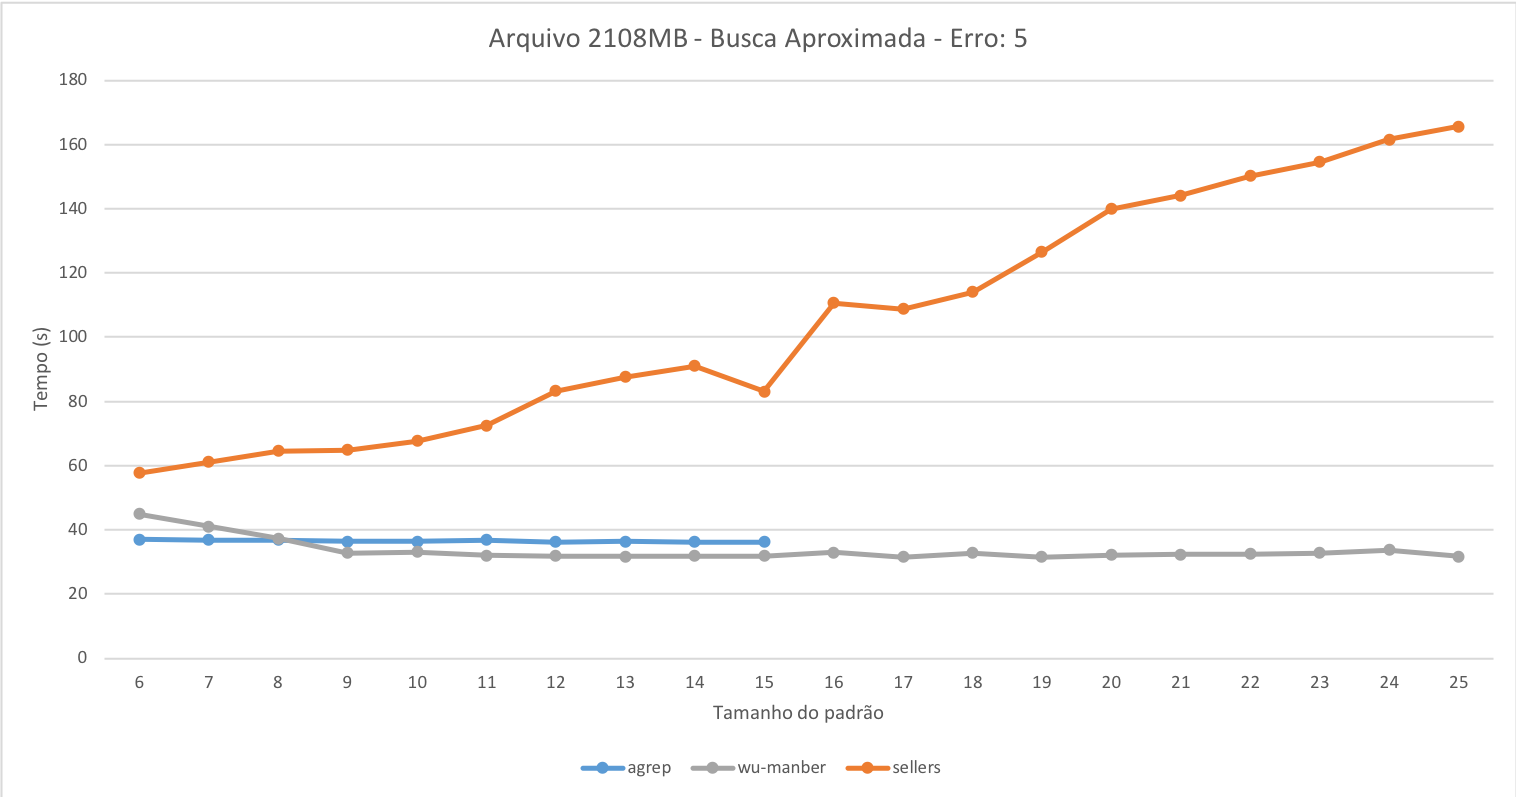 Arquivo 2108MB - Busca Aproximada - Erro: 5
180
160
140
120
100
80
60
40
20
0
Tempo (s)
6 7 8 9 10 11 12 13 14 15 16 17 18 19 20 21 22 23 24 25
Tamanho do padrão
agrep wu-manber sellers